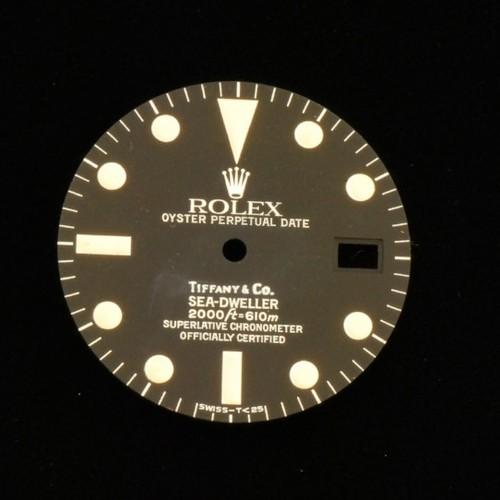 ROLEX
OYSTER PERPETUAL DATE
TIFFANY & CO.
SEA-DWELLER
2000ft=610m
SUPERLATIVE CHRONOMETER
OFFICIALLY CERTIFIED
SWISS-T<25